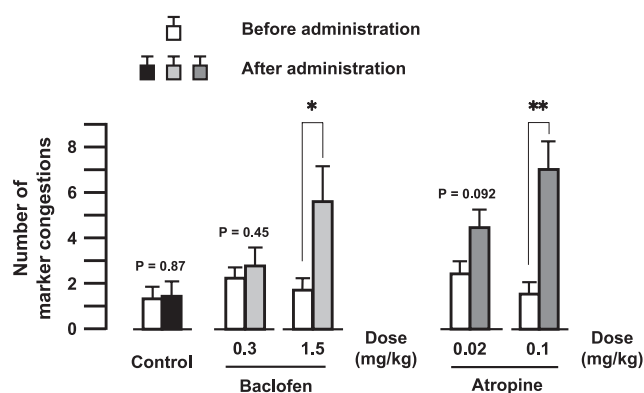 Before administration
After administration
Number of
marker congestions
8
6
4
2
0
P = 0.87
P = 0.45
*
P = 0.092
**
Control
0.3
1.5
Dose
(mg/kg)
0.02
0.1
Dose
(mg/kg)
Baclofen
Atropine